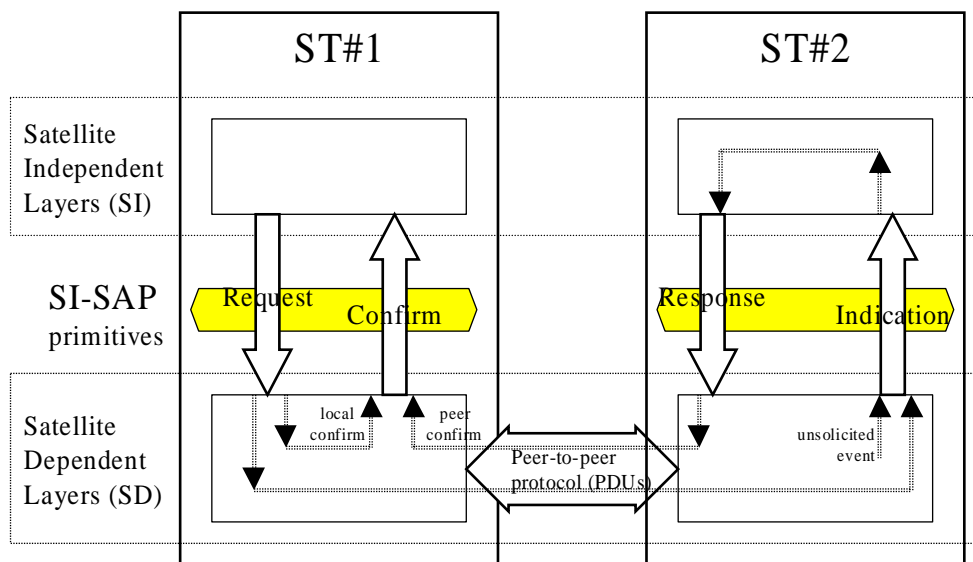 ST#1
ST#2
Satellite
Independent
Layers (SI)
SI-SAP
primitives
Request
Confirm
Response
Indication
Satellite
Dependent
Layers (SD)
local
confirm
peer
confirm
Peer-to-peer
protocol (PDUs)
unsolicited
event